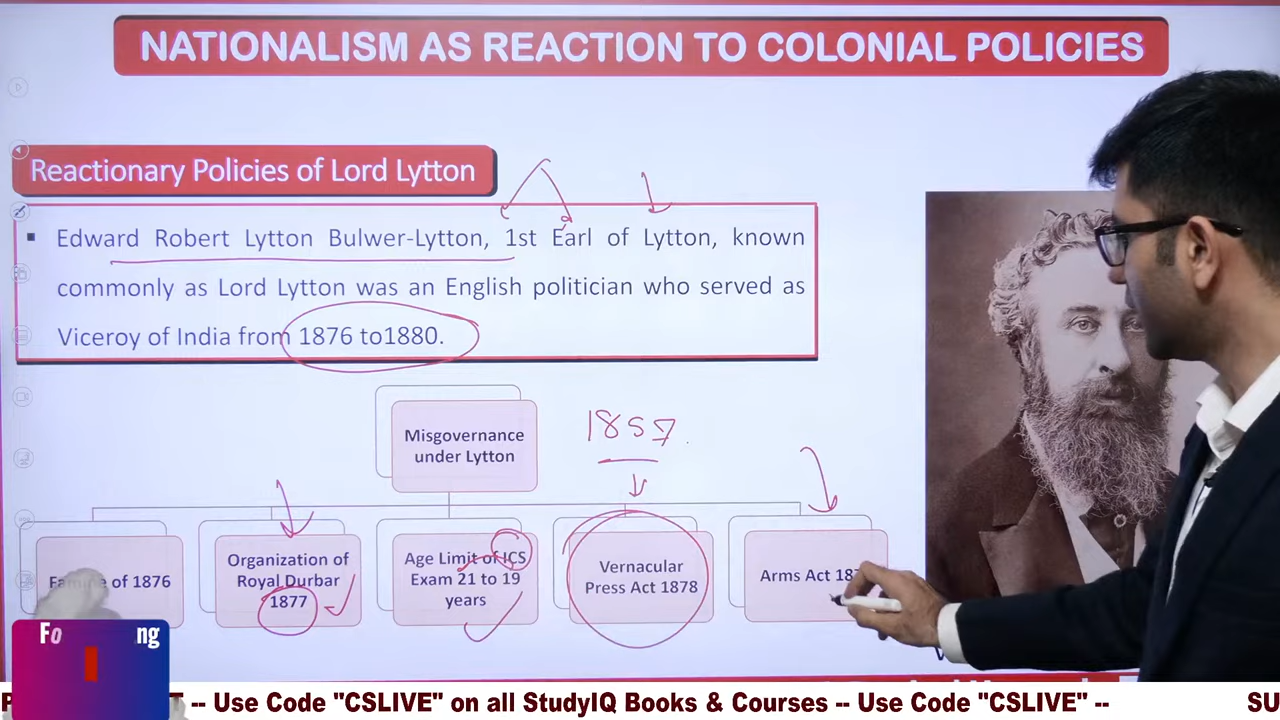 NATIONALISM AS REACTION TO COLONIAL POLICIES
Reactionary Policies of Lord Lytton
▪ Edward Robert Lytton Bulwer-Lytton, 1st Earl of Lytton, known
commonly as Lord Lytton was an English politician who served as
Viceroy of India from 1876 to1880.
Misgovernance
under Lytton
1857
of 1876
Organization of
Royal Durbar
1877
Age Limit of ICS
Exam 21 to 19
years
Vernacular
Press Act 1878
Arms Act
-- Use Code "CSLIVE" on all StudyIQ Books & Courses -- Use Code "CSLIVE" --